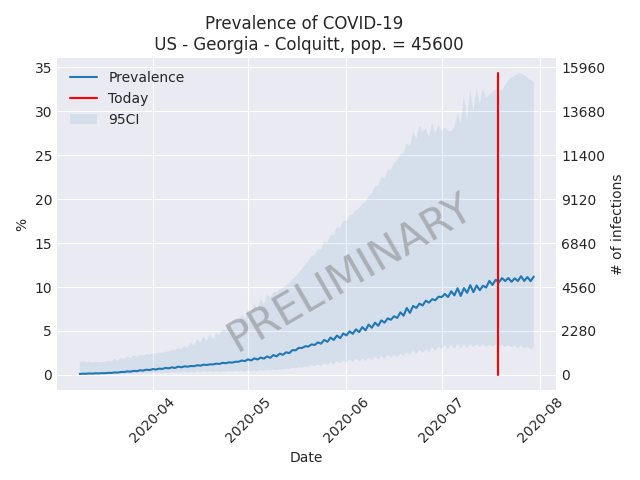 Prevalence of COVID-19
US - Georgia - Colquitt, pop. = 45600
Prevalence
Today
95CI
35
30
25
20
15
10
5
0
%
15960
13680
11400
9120
6840
4560
2280
0
# of infections
PRELIMINARY
2020-04
2020-05
2020-06
2020-07
2020-08
Date